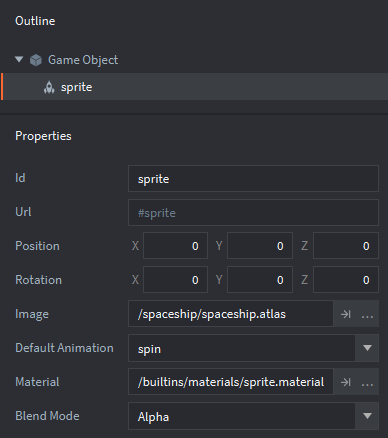 Outline
Game Object
sprite
Properties
Id sprite
Url #sprite
Position X 0 Y 0 Z 0
Rotation X 0 Y 0 Z 0
Image /spaceship/spaceship.atlas ...
Default Animation spin
Material /builtins/materials/sprite.material ...
Blend Mode Alpha